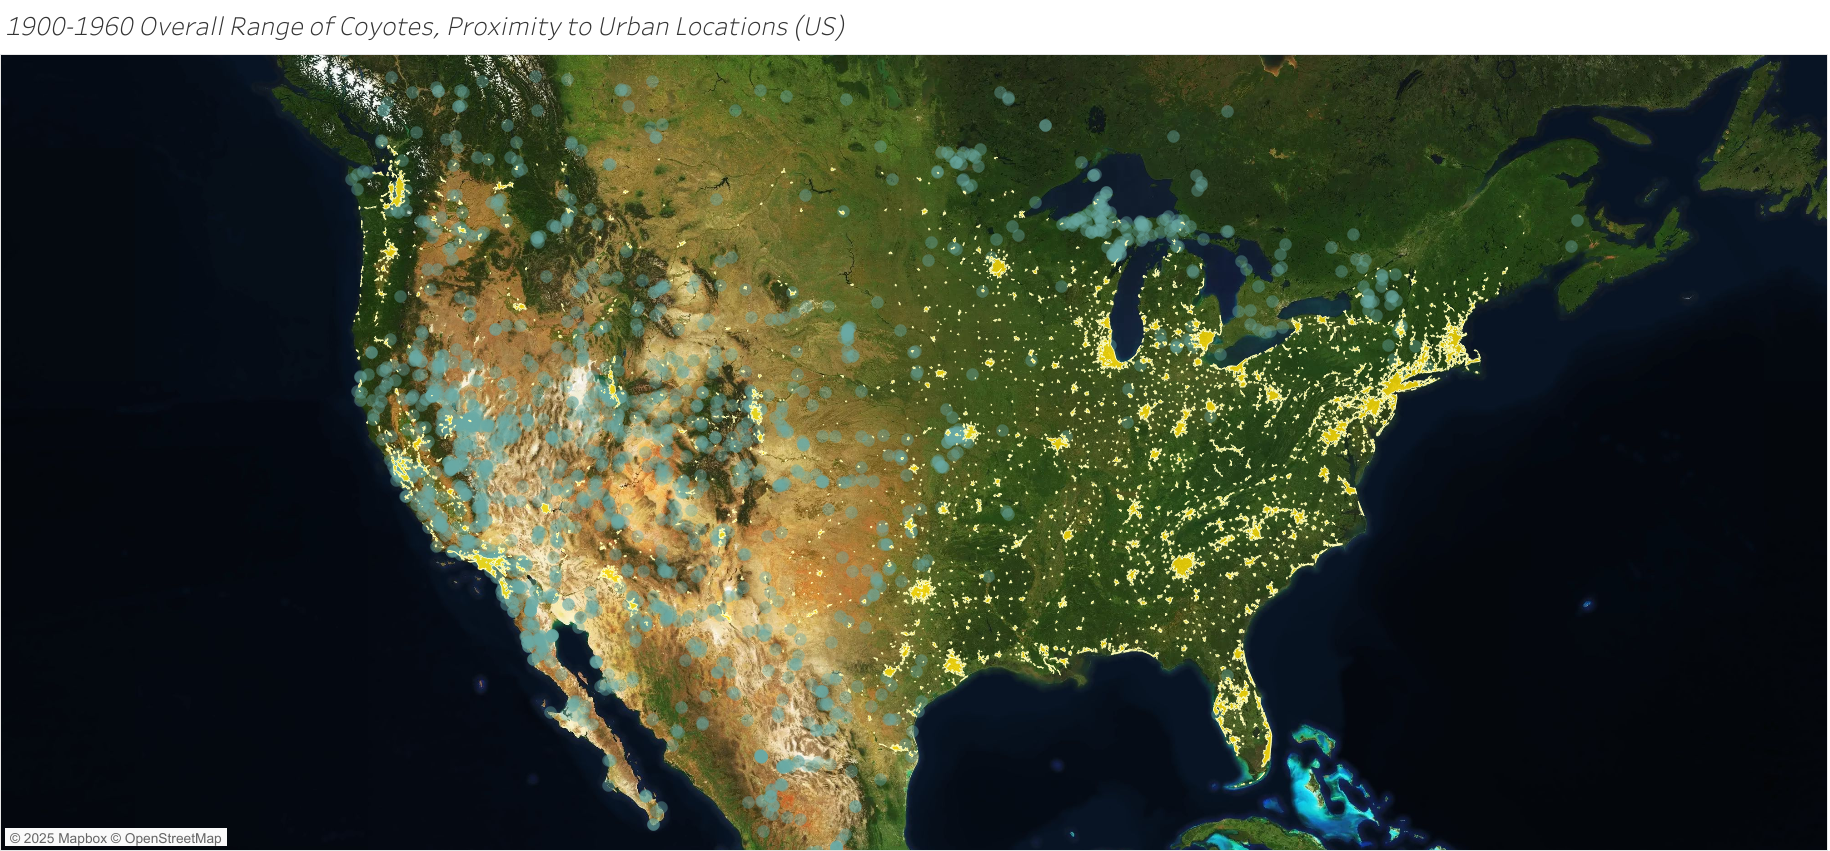 1900-1960 Overall Range of Coyotes, Proximity to Urban Locations (US)
© 2025 Mapbox © OpenStreetMap